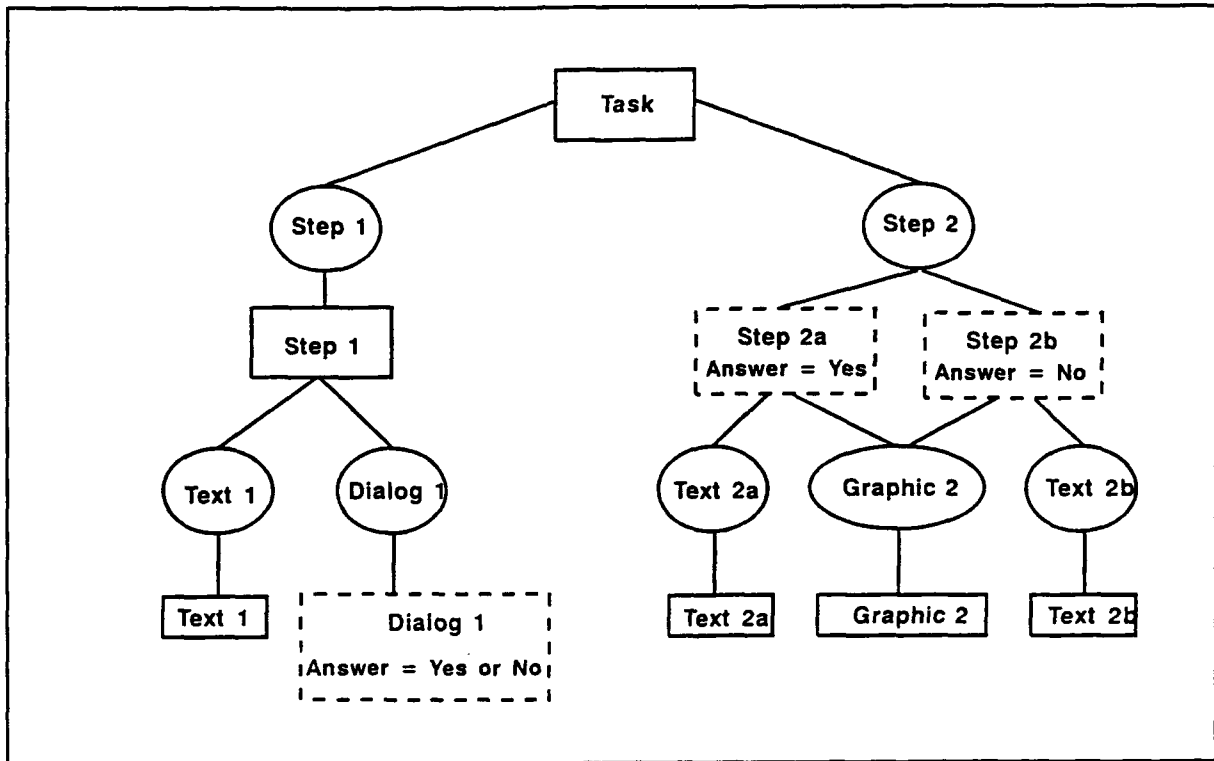 Task
Step 1
Step 2
Step 1
Step 2a
Answer = Yes
Step 2b
Answer = No
Text 1
Dialog 1
Text 2a
Graphic 2
Text 2b
Text 1
Dialog 1
Answer = Yes or No
Text 2a
Graphic 2
Text 2b